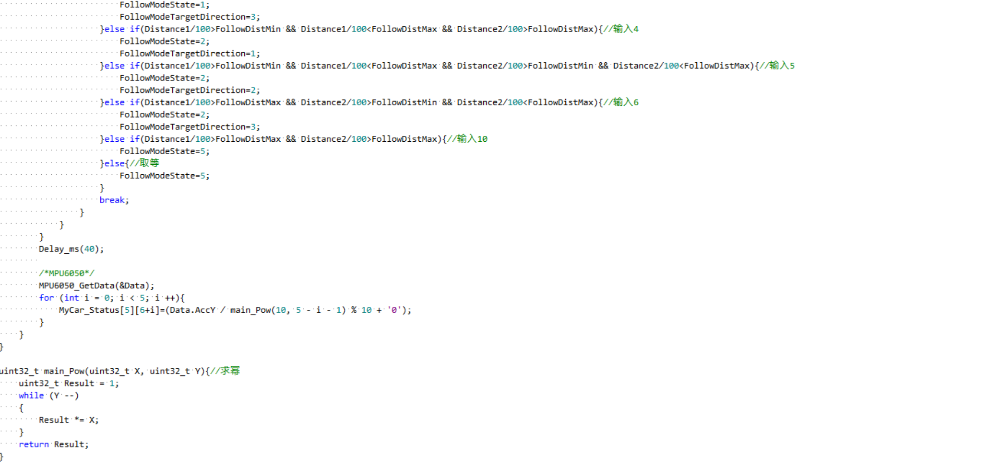 FollowModeState=1;
FollowModeTargetDirection=3;
}else if(Distance1/100>FollowDistMin && Distance1/100<FollowDistMax && Distance2/100>FollowDistMax){//输入4
FollowModeState=2;
FollowModeTargetDirection=1;
}else if(Distance1/100>FollowDistMin && Distance1/100<FollowDistMax && Distance2/100>FollowDistMin && Distance2/100<FollowDistMax){//输入5
FollowModeState=2;
FollowModeTargetDirection=2;
}else if(Distance1/100>FollowDistMax && Distance2/100>FollowDistMin && Distance2/100<FollowDistMax){//输入6
FollowModeState=2;
FollowModeTargetDirection=3;
}else if(Distance1/100>FollowDistMax && Distance2/100>FollowDistMax){//输入10
FollowModeState=5;
}else{//取等
FollowModeState=5;
}
break;
}
}
}
Delay_ms(40);
/*MPU6050*/
MPU6050_GetData(&Data);
for (int i = 0; i < 5; i ++){
MyCar_Status[5][6+i]=(Data.AccY / main_Pow(10, 5 - i - 1) % 10 + '0');
}
}
}
uint32_t main_Pow(uint32_t X, uint32_t Y){//求幂
uint32_t Result = 1;
while (Y --)
{
Result *= X;
}
return Result;
}